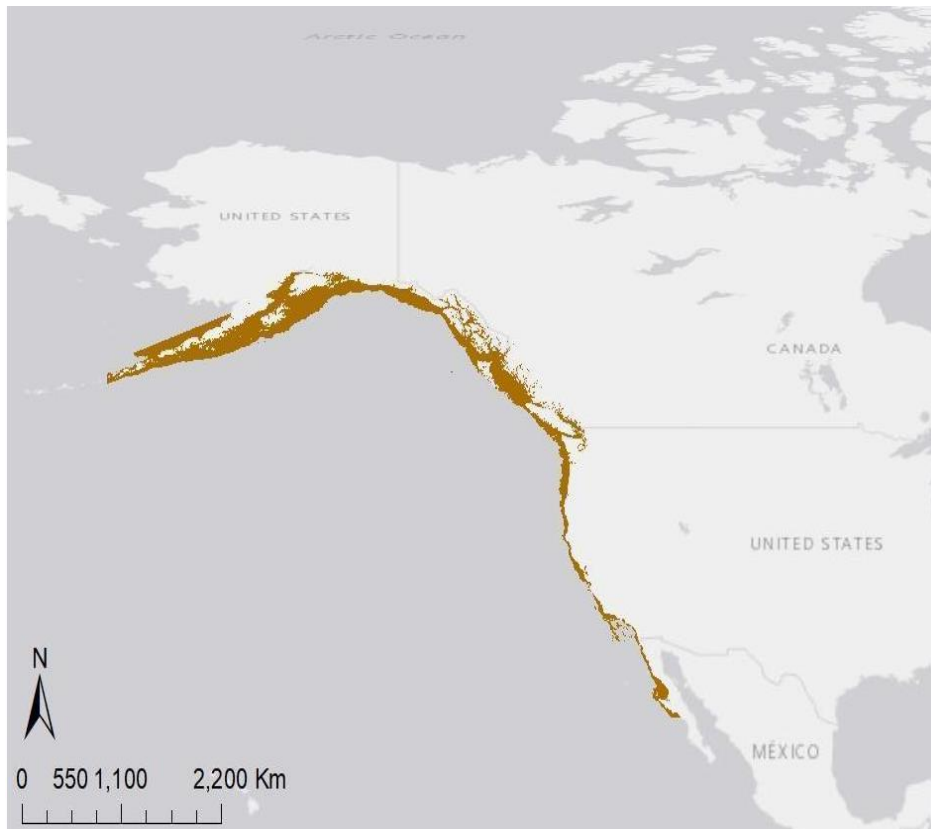 Arctic Ocean
UNITED STATES
CANADA
UNITED STATES
MÉXICO
N
0 550 1,100 2,200 Km